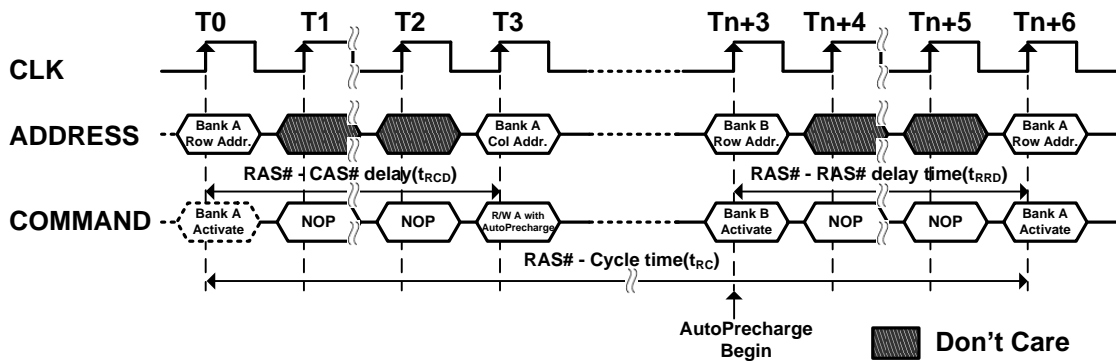 T0 T1 T2 T3 Tn+3 Tn+4 Tn+5 Tn+6
CLK
ADDRESS
Bank A
Row Addr.
Bank A
Col Addr.
Bank B
Row Addr.
Bank A
Row Addr.
RAS# - CAS# delay(tRCD)
RAS# - RAS# delay time(tRRD)
COMMAND
Bank A
Activate
NOP
NOP
R/W A with
AutoPrecharge
Bank B
Activate
NOP
NOP
Bank A
Activate
RAS# - Cycle time(tRC)
AutoPrecharge
Begin
Don't Care